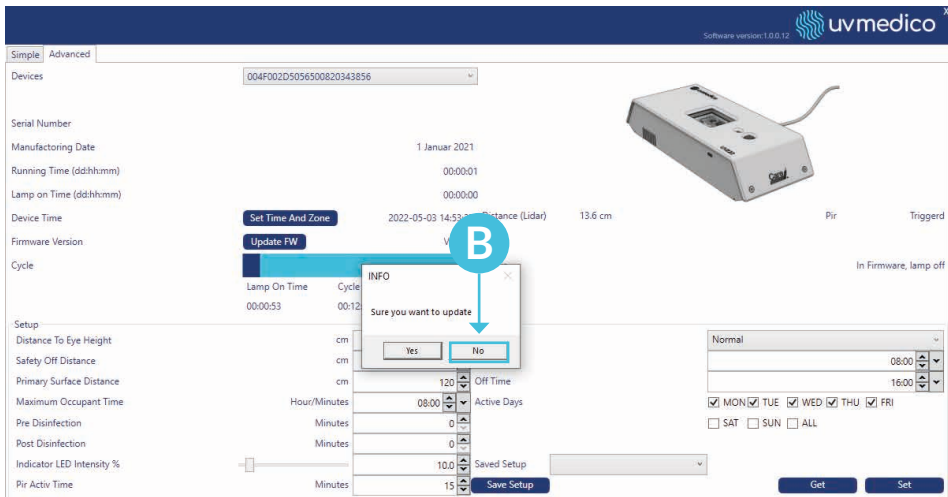 x
Software version:1.0.0.12 uvmedico
Simple Advanced
Devices 004F002D5056500820343856
Serial Number
Manufactoring Date 1 Januar 2021
Running Time (dd:hh:mm) 00:00:01
Lamp on Time (dd:hh:mm) 00:00:00
Device Time Set Time And Zone 2022-05-03 14:53: Distance (Lidar) 13.6 cm Pir Triggerd
Firmware Version Update FW V
B
Cycle In Firmware, lamp off
Lamp On Time Cycle
00:00:53 00:12:
INFO
Sure you want to update
Yes No
Setup
Distance To Eye Height cm Normal
Safety Off Distance cm 08:00
Primary Surface Distance cm 120 Off Time 16:00
Maximum Occupant Time Hour/Minutes 08:00 Active Days MON TUE WED THU FRI
Pre Disinfection Minutes 0 SAT SUN ALL
Post Disinfection Minutes 0
Indicator LED Intensity % 10.0 Saved Setup
Pir Activ Time Minutes 15 Save Setup Get Set